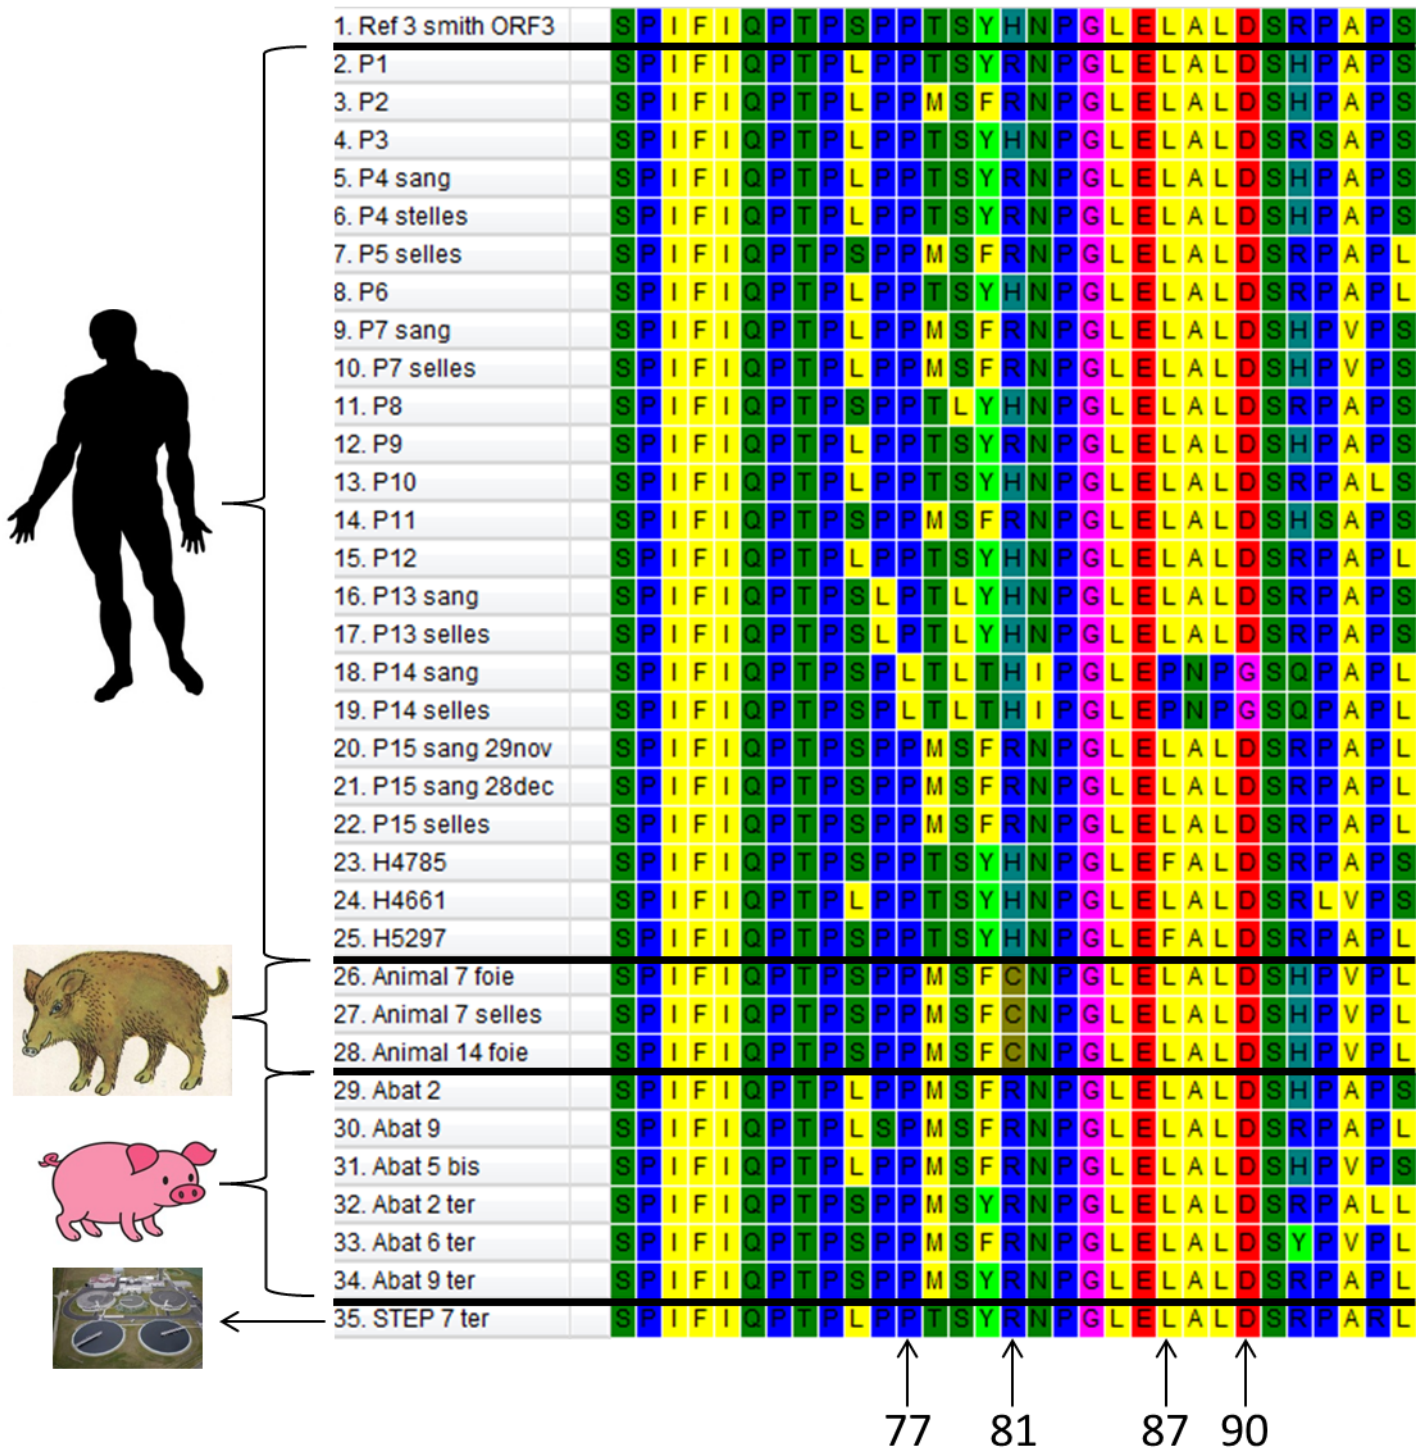 1. Ref 3 smith ORF3 S P I F I Q P T P S P P T S Y H N P G L E L A L D S R P A P S
2. P1 S P I F I Q P T P L P P T S Y R N P G L E L A L D S H P A P S
3. P2 S P I F I Q P T P L P P M S F R N P G L E L A L D S H P A P S
4. P3 S P I F I Q P T P L P P T S Y H N P G L E L A L D S R S A P S
5. P4 sang S P I F I Q P T P L P P T S Y R N P G L E L A L D S H P A P S
6. P4 stelles S P I F I Q P T P L P P T S Y R N P G L E L A L D S H P A P S
7. P5 selles S P I F I Q P T P S P P M S F R N P G L E L A L D S R P A P L
8. P6 S P I F I Q P T P L P P T S Y H N P G L E L A L D S R P A P L
9. P7 sang S P I F I Q P T P L P P M S F R N P G L E L A L D S H P V P S
10. P7 selles S P I F I Q P T P L P P M S F R N P G L E L A L D S H P V P S
11. P8 S P I F I Q P T P S P P T L Y H N P G L E L A L D S R P A P S
12. P9 S P I F I Q P T P L P P T S Y R N P G L E L A L D S H P A P S
13. P10 S P I F I Q P T P L P P T S Y H N P G L E L A L D S R P A L S
14. P11 S P I F I Q P T P S P P M S F R N P G L E L A L D S H S A P S
15. P12 S P I F I Q P T P L P P T S Y H N P G L E L A L D S R P A P L
16. P13 sang S P I F I Q P T P S L P T L Y H N P G L E L A L D S R P A P S
17. P13 selles S P I F I Q P T P S L P T L Y H N P G L E L A L D S R P A P S
18. P14 sang S P I F I Q P T P S P L T L T H I P G L E P N P G S Q P A P L
19. P14 selles S P I F I Q P T P S P L T L T H I P G L E P N P G S Q P A P L
20. P15 sang 29nov S P I F I Q P T P S P P M S F R N P G L E L A L D S R P A P L
21. P15 sang 28dec S P I F I Q P T P S P P M S F R N P G L E L A L D S R P A P L
22. P15 selles S P I F I Q P T P S P P M S F R N P G L E L A L D S R P A P L
23. H4785 S P I F I Q P T P S P P T S Y H N P G L E F A L D S R P A P S
24. H4661 S P I F I Q P T P L P P T S Y H N P G L E L A L D S R L V P S
25. H5297 S P I F I Q P T P S P P T S Y H N P G L E F A L D S R P A P L
26. Animal 7 foie S P I F I Q P T P S P P M S F C N P G L E L A L D S H P V P L
27. Animal 7 selles S P I F I Q P T P S P P M S F C N P G L E L A L D S H P V P L
28. Animal 14 foie S P I F I Q P T P S P P M S F C N P G L E L A L D S H P V P L
29. Abat 2 S P I F I Q P T P L P P M S F R N P G L E L A L D S H P A P S
30. Abat 9 S P I F I Q P T P L S P M S F R N P G L E L A L D S R P A P L
31. Abat 5 bis S P I F I Q P T P L P P M S F R N P G L E L A L D S H P V P S
32. Abat 2 ter S P I F I Q P T P S P P M S Y R N P G L E L A L D S R P A L L
33. Abat 6 ter S P I F I Q P T P S P P M S F R N P G L E L A L D S Y P V P L
34. Abat 9 ter S P I F I Q P T P S P P M S Y R N P G L E L A L D S R P A P L
35. STEP 7 ter S P I F I Q P T P L P P T S Y R N P G L E L A L D S R P A R L
77 81 87 90